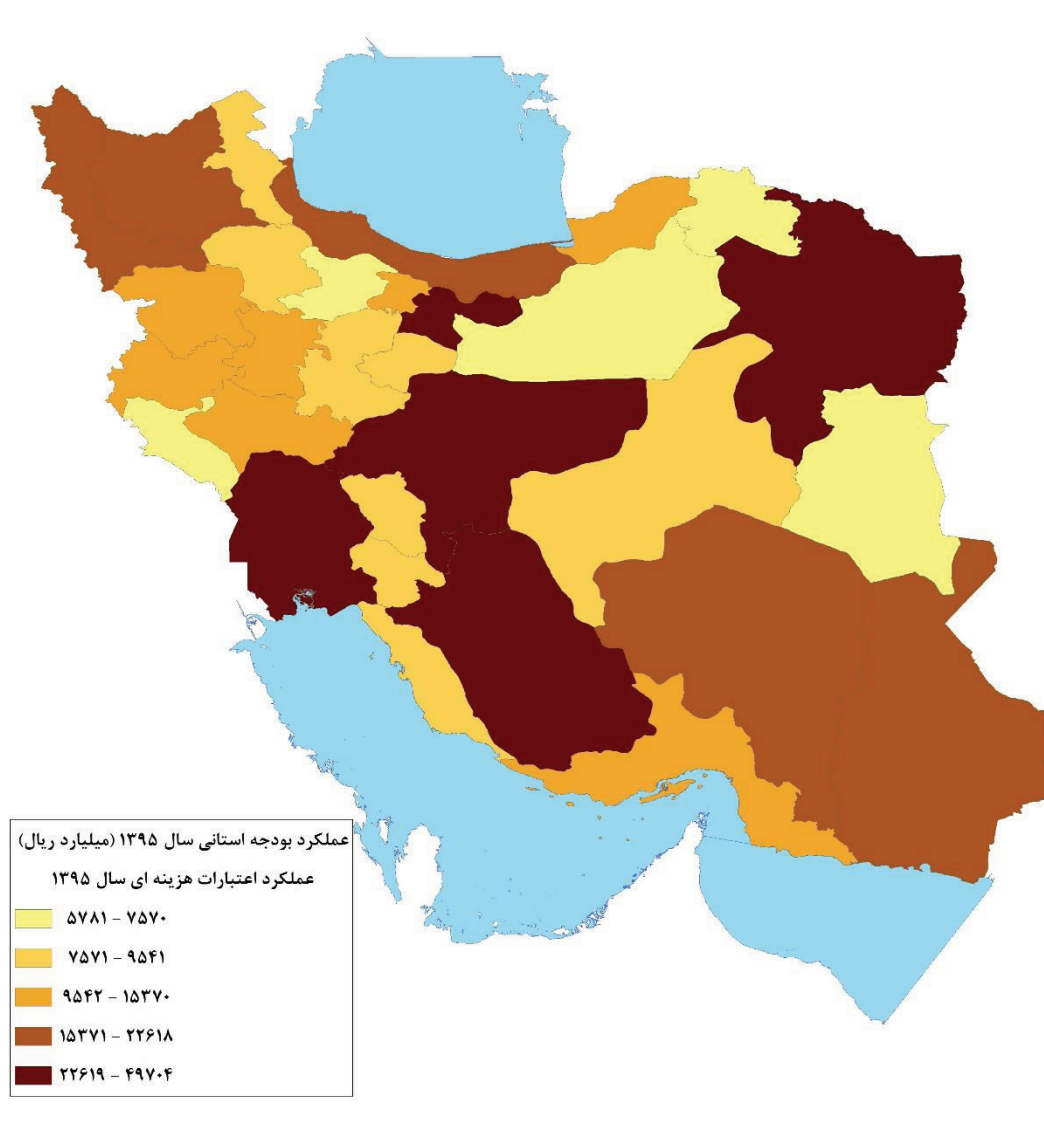 عملکرد بودجه استانی سال ۱۳۹۵ (میلیارد ریال)
عملکرد اعتبارات هزینه ای سال ۱۳۹۵
۵۷۸۱ – ۷۵۷۰
۷۵۷۱ – ۹۵۴۱
۹۵۴۲ – ۱۵۳۷۰
۱۵۳۷۱ – ۲۲۶۱۸
۲۲۶۱۹ – ۴۹۷۰۴